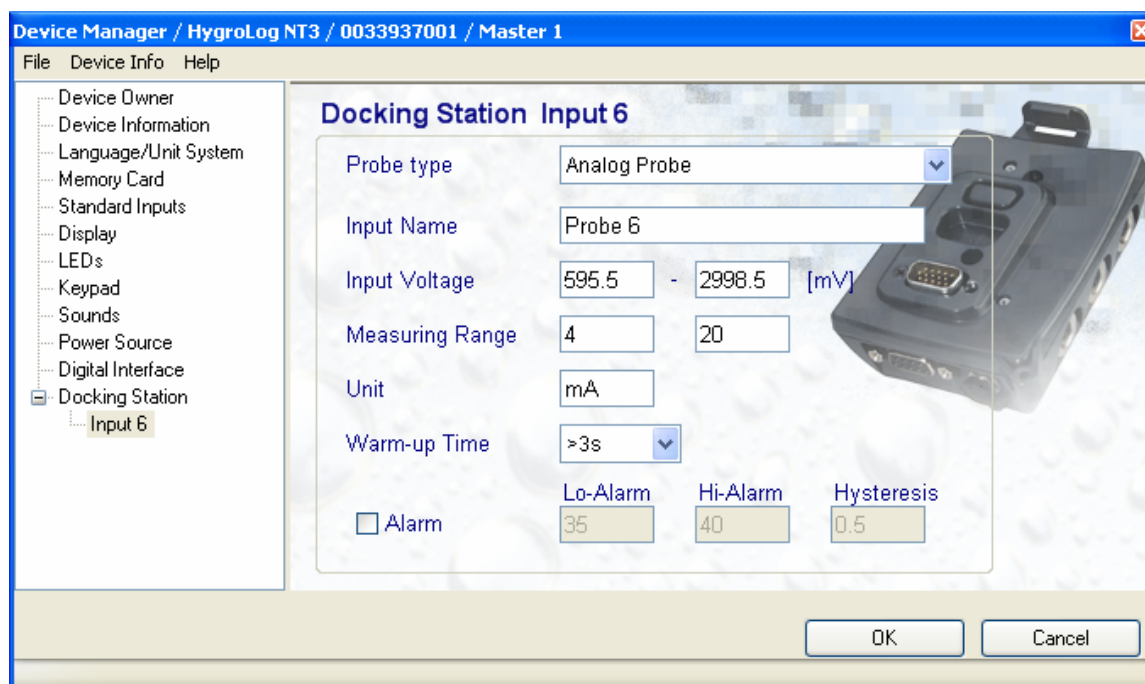 Device Manager / HygroLog NT3 / 0033937001 / Master 1
File Device Info Help
Device Owner
Device Information
Language/Unit System
Memory Card
Standard Inputs
Display
LEDs
Keypad
Sounds
Power Source
Digital Interface
Docking Station
Input 6
Docking Station Input 6
Probe type Analog Probe
Input Name Probe 6
Input Voltage 595.5 - 2998.5 [mV]
Measuring Range 4 20
Unit mA
Warm-up Time >3s
Lo-Alarm Hi-Alarm Hysteresis
Alarm 35 40 0.5
OK Cancel